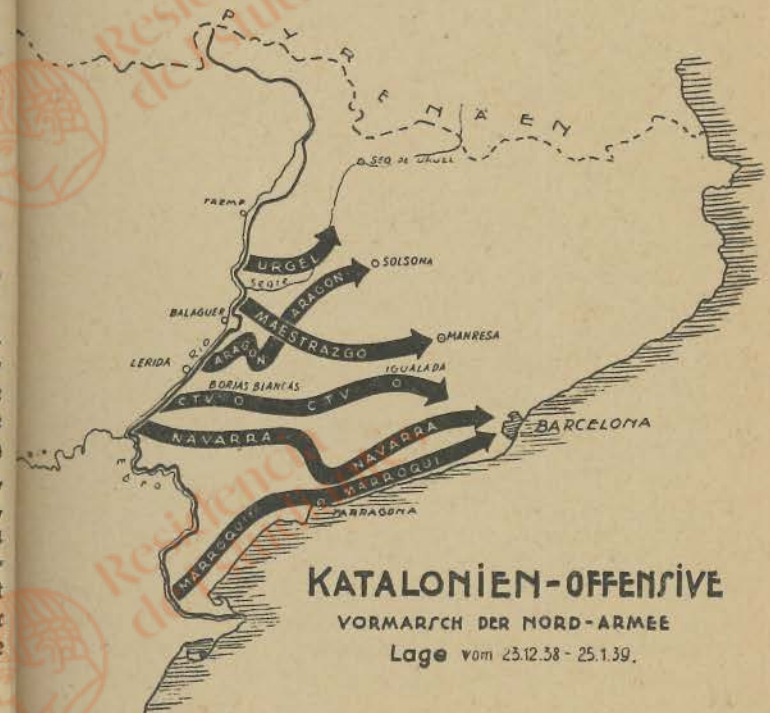 PYRENÄEN
SEO DE URGEL
TREMP
URGEL
SEGRE
ARAGON
SOLSONA
BALAGUER
MAESTRAZGO
MANRESA
RIO
LERIDA
ARAGON
IGUALADA
BORJAS BLANCAS
CTV
CTV
NAVARRA
NAVARRA
BARCELONA
MARROQUI
MARROQUI
TARRAGONA
KATALONIEN-OFFENSIVE
VORMARSCH DER NORD-ARMEE
Lage vom 23.12.38 - 25.1.39.
Residencia